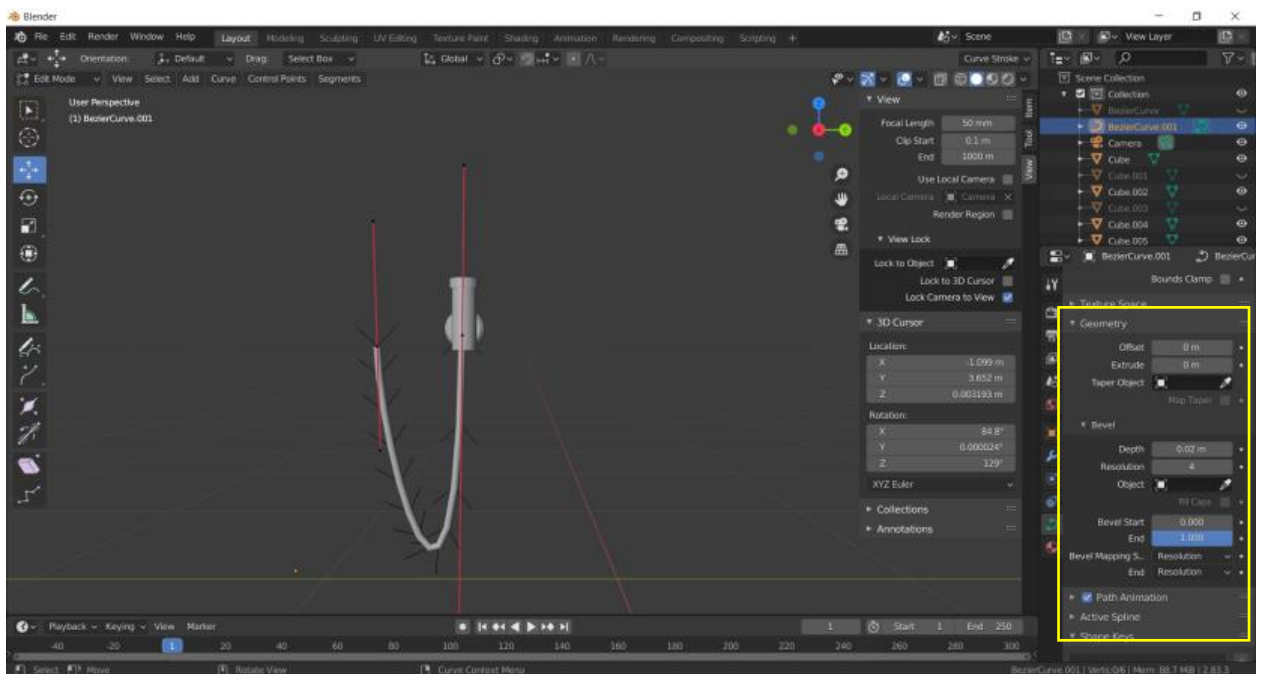 Blender
File Edit Render Window Help Layout Modeling Sculpting UV Editing Texture Paint Shading Animation Rendering Compositing Scripting + Scene View Layer
Orientation: Default Drag: Select Box Global Curve Stroke
Edit Mode View Select Add Curve Control Points Segments
User Perspective
(1) BezierCurve.001
View
Focal Length 50 mm
Clip Start 0.1 m
End 1000 m
Use Local Camera
Local Camera Camera
Render Region
View Lock
Lock to Object
Lock to 3D Cursor
Lock Camera to View
3D Cursor
Location:
X -1.099 m
Y 3.652 m
Z 0.003193 m
Rotation:
X 84.8°
Y 0.000024°
Z 129°
XYZ Euler
Collections
Annotations
Item
Tool
View
Scene Collection
Collection
BezierCurve
BezierCurve.001
Camera
Cube
Cube.001
Cube.002
Cube.003
Cube.004
Cube.005
BezierCurve.001 BezierCur
Bounds Clamp
Texture Space
Geometry
Offset 0 m
Extrude 0 m
Taper Object
Map Taper
Bevel
Depth 0.02 m
Resolution 4
Object
Fill Caps
Bevel Start 0.000
End 1.000
Bevel Mapping S... Resolution
End Resolution
Path Animation
Active Spline
Shape Keys
Playback Keying View Marker 1 Start 1 End 250
-40 -20 1 20 40 60 80 100 120 140 160 180 200 220 240 260 280 300
Select Move Rotate View Curve Context Menu BezierCurve.001 | Verts:0/6 | Mem: 88.7 MiB | 2.83.3